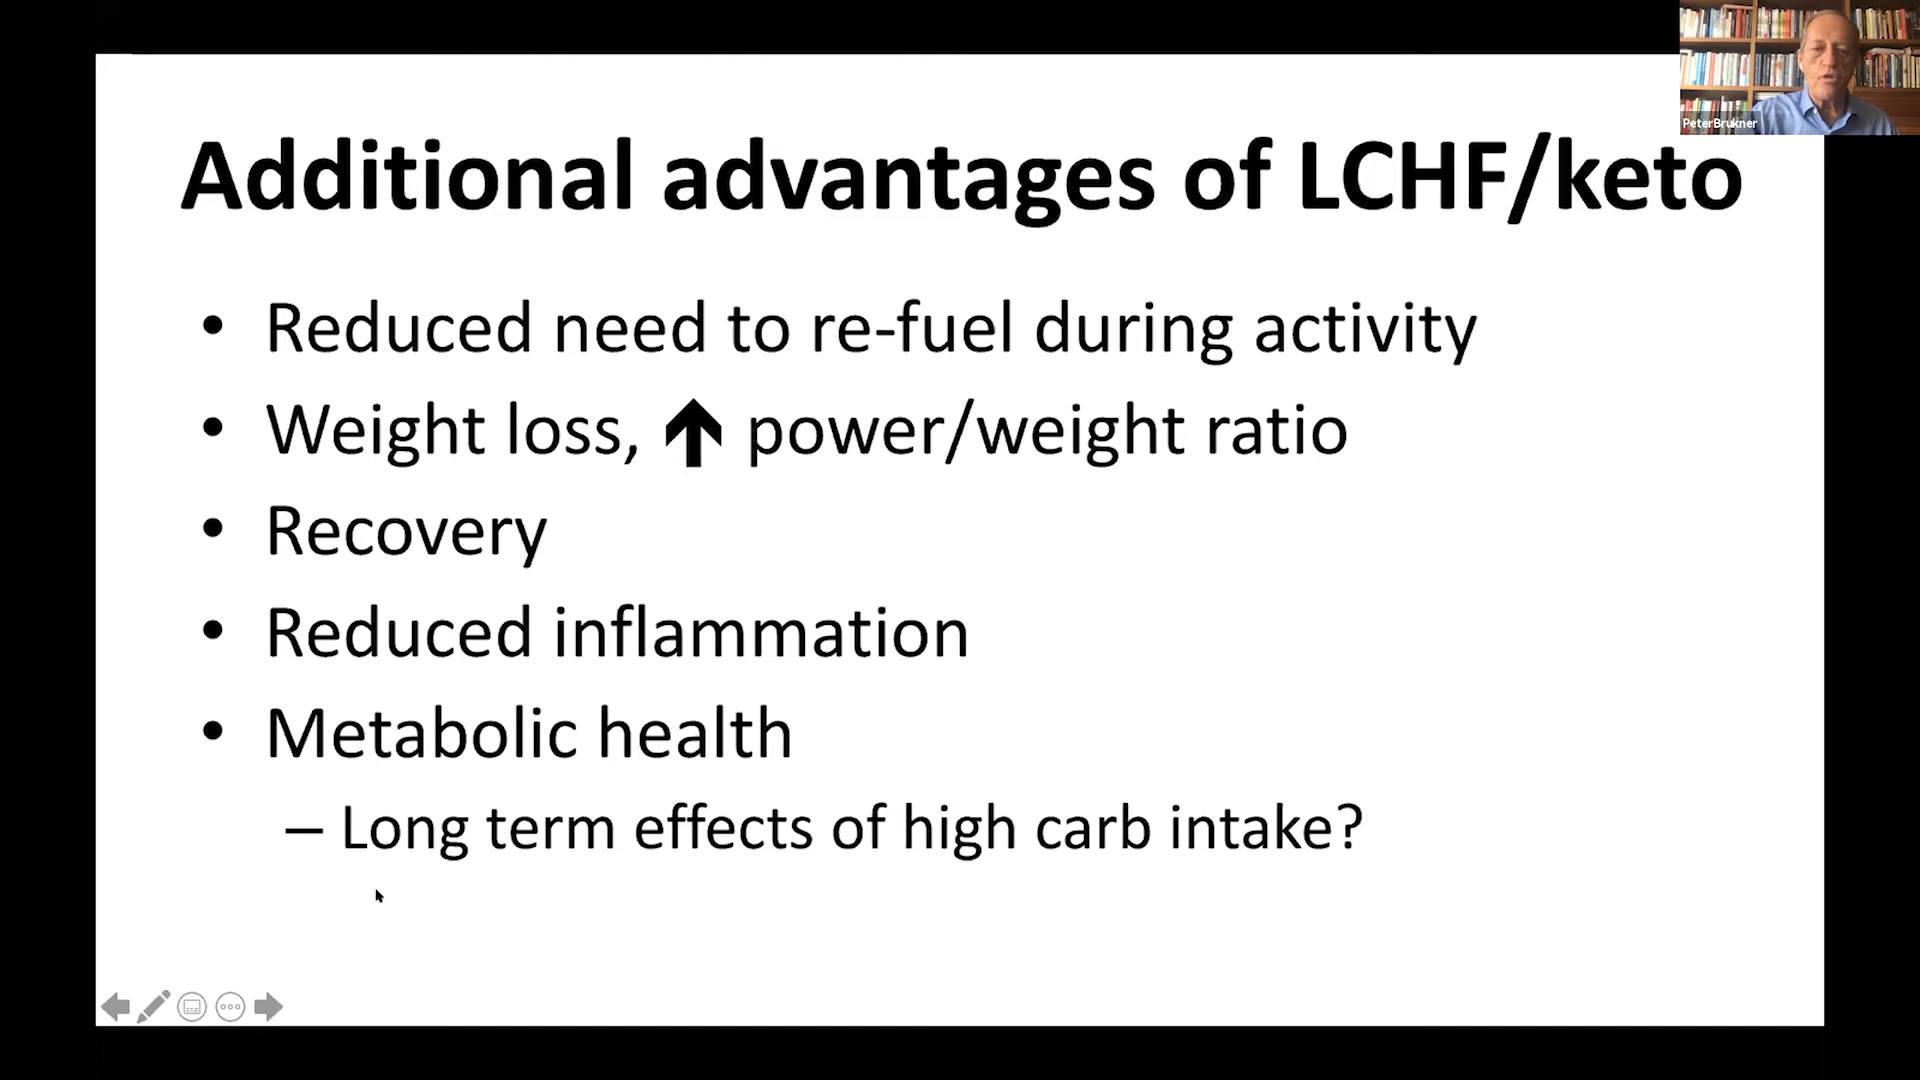 PeterBrukner
Additional advantages of LCHF/keto
• Reduced need to re-fuel during activity
• Weight loss, ↑ power/weight ratio
• Recovery
• Reduced inflammation
• Metabolic health
– Long term effects of high carb intake?